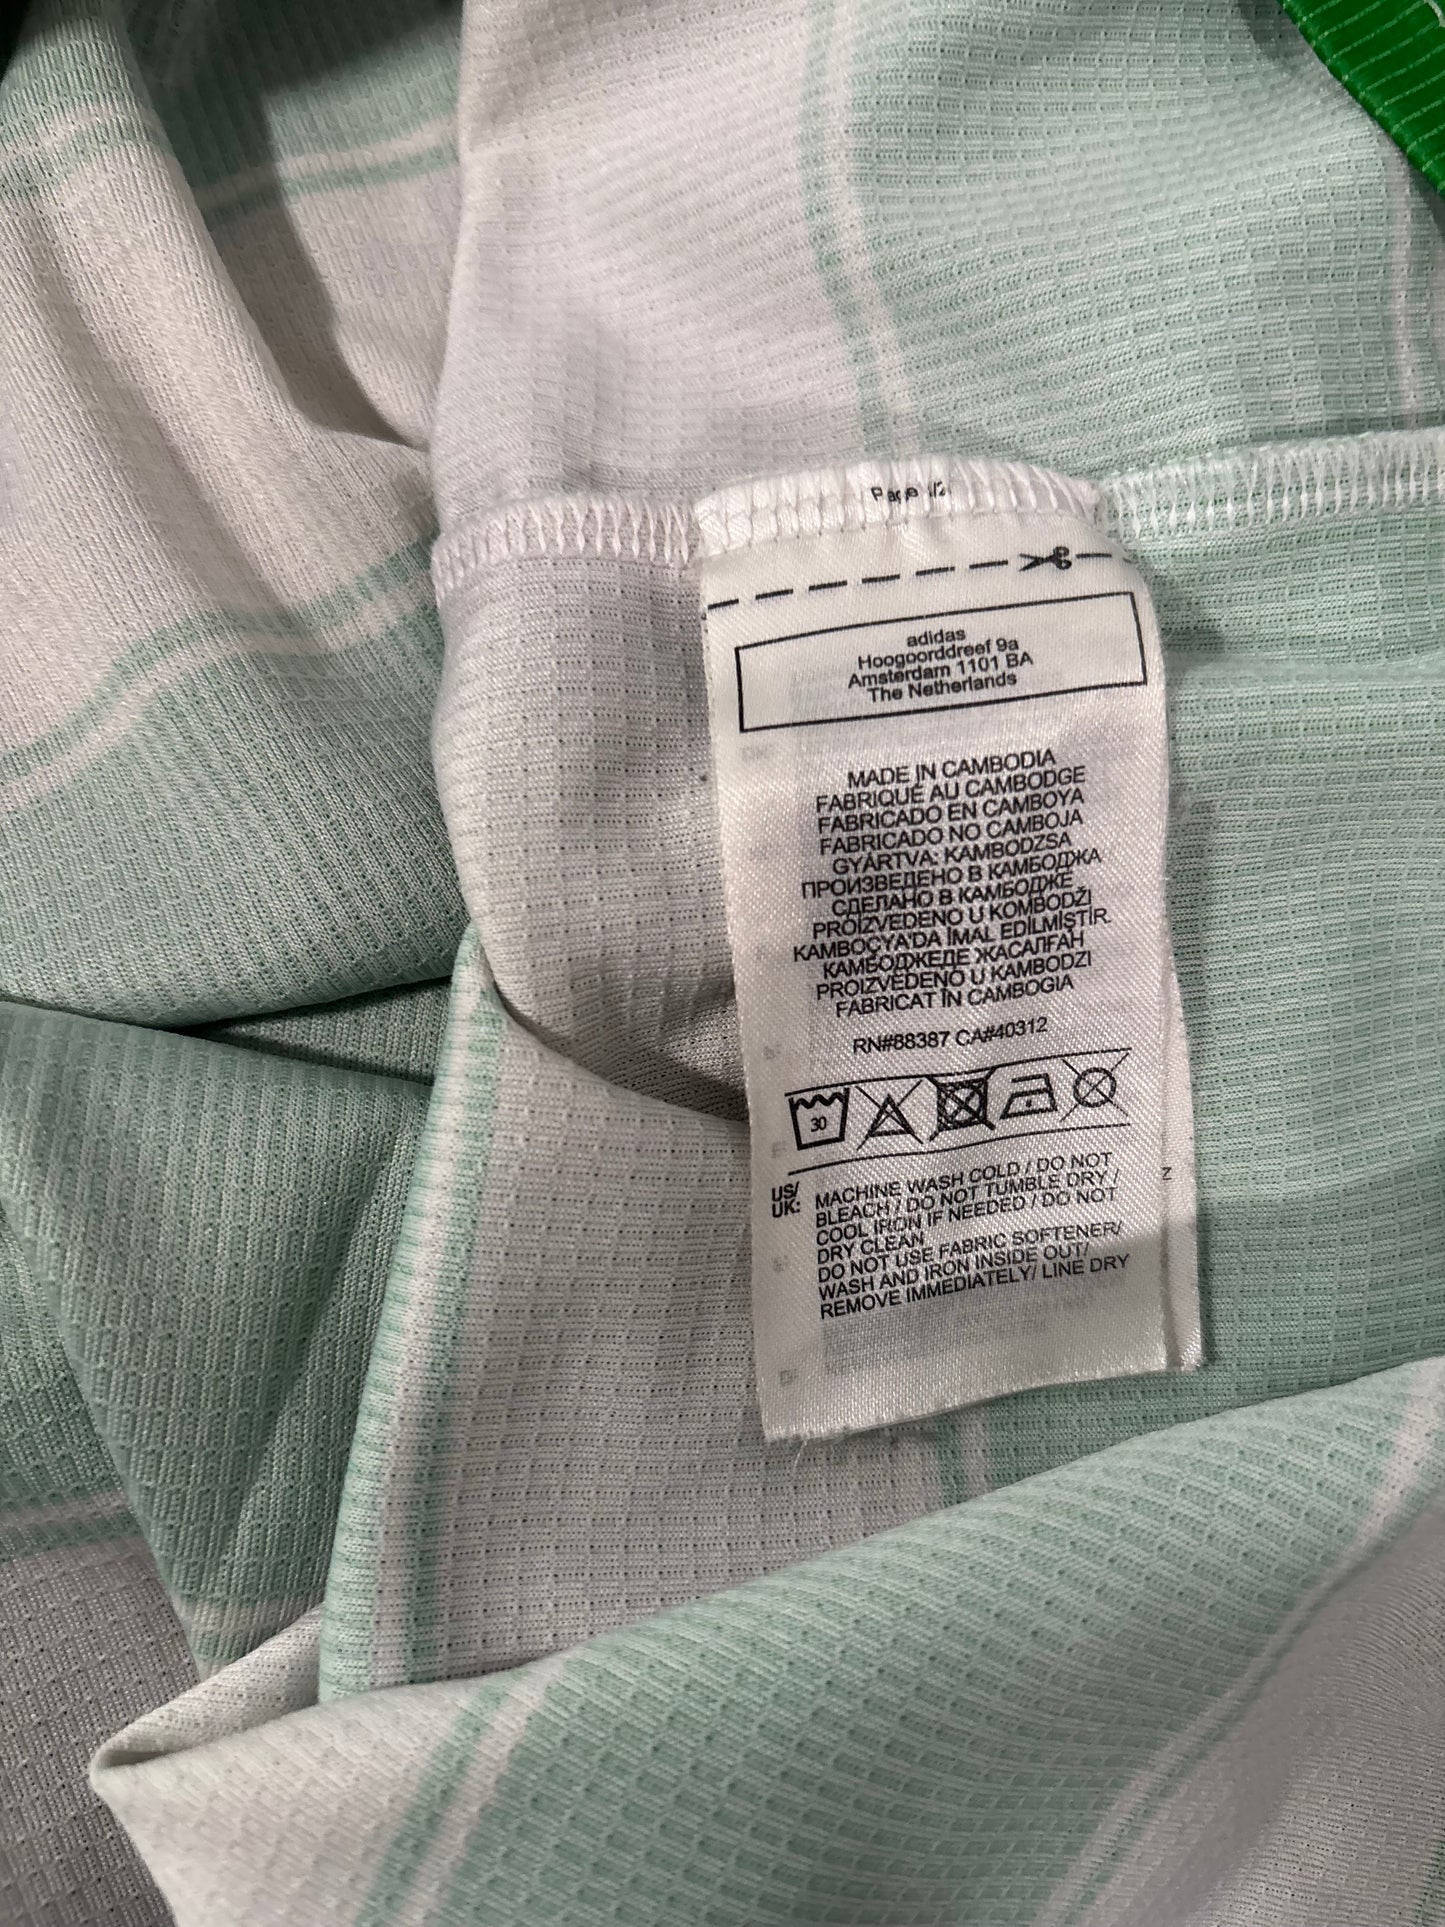 Page 1/2
adidas
Hoogoorddreef 9a
Amsterdam 1101 BA
The Netherlands
MADE IN CAMBODIA
FABRIQUÉ AU CAMBODGE
FABRICADO EN CAMBOYA
FABRICADO NO CAMBOJA
GYÁRTVA: KAMBODZSA
ПРОИЗВЕДЕНО В КАМБОДЖА
СДЕЛАНО В КАМБОДЖЕ
PROIZVEDENO U KOMBODŽI
KAMBOÇYA'DA İMAL EDİLMİŞTİR.
КАМБОДЖЕДЕ ЖАСАЛҒАН
PROIZVEDENO U KAMBODZI
FABRICAT ÎN CAMBOGIA
RN#88387 CA#40312
30
US/
UK:
MACHINE WASH COLD / DO NOT
BLEACH / DO NOT TUMBLE DRY /
COOL IRON IF NEEDED / DO NOT
DRY CLEAN
DO NOT USE FABRIC SOFTENER/
WASH AND IRON INSIDE OUT/
REMOVE IMMEDIATELY/ LINE DRY
Z